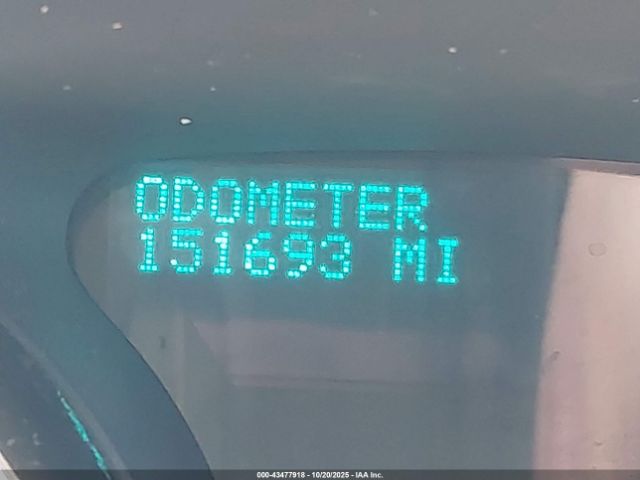 ODOMETER
151693 MI
000-43477918 - 10/20/2025 - IAA Inc.